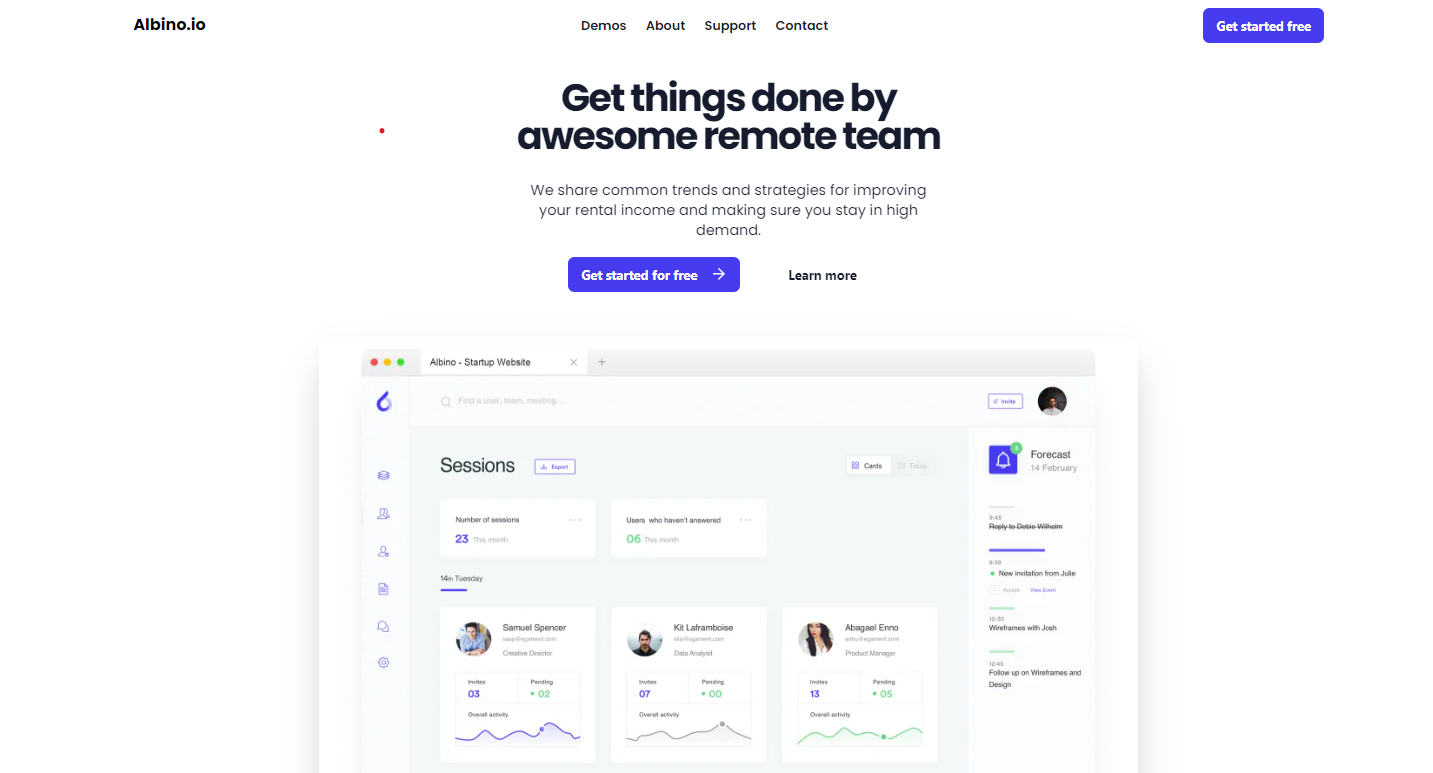 Albino.io
Demos About Support Contact
Get started free
Get things done by
awesome remote team
We share common trends and strategies for improving
your rental income and making sure you stay in high
demand.
Get started for free
Learn more
Albino - Startup Website
Find a user, team, meeting...
Invite
Sessions
Export
Cards
Table
Number of sessions
23 This month
Users who haven't answered
06 This month
14th Tuesday
Samuel Spencer
Creative Director
Invites
03
Pending
02
Overall activity
Kit Laframboise
Data Analysit
Invites
07
Pending
00
Overall activity
Abagael Enno
Product Manager
Invites
13
Pending
05
Overall activity
Forecast
14 February
9:45
Reply to Dobie Wilholm
9:39
New invitation from Julie
Accept View Event
10:30
Wireframes with Josh
12:45
Follow up on Wireframes and
Design